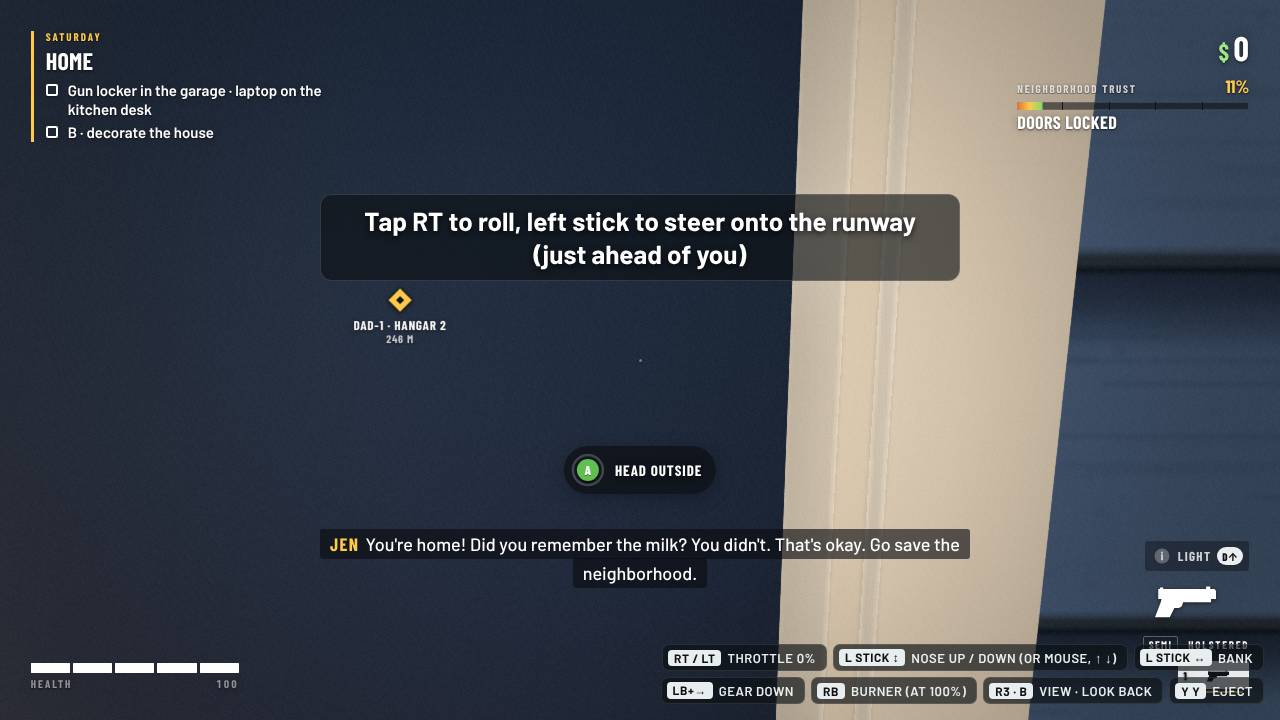 SATURDAY
HOME
Gun locker in the garage · laptop on the
kitchen desk
B · decorate the house
$0
NEIGHBORHOOD TRUST 11%
DOORS LOCKED
Tap RT to roll, left stick to steer onto the runway
(just ahead of you)
DAD-1 · HANGAR 2
246 M
A HEAD OUTSIDE
JEN You're home! Did you remember the milk? You didn't. That's okay. Go save the
neighborhood.
i LIGHT D↑
SEMI HOLSTERED
RT / LT THROTTLE 0% L STICK ↕ NOSE UP / DOWN (OR MOUSE, ↑ ↓) L STICK ↔ BANK
1
LB+→ GEAR DOWN RB BURNER (AT 100%) R3 · B VIEW · LOOK BACK Y Y EJECT
HEALTH 100